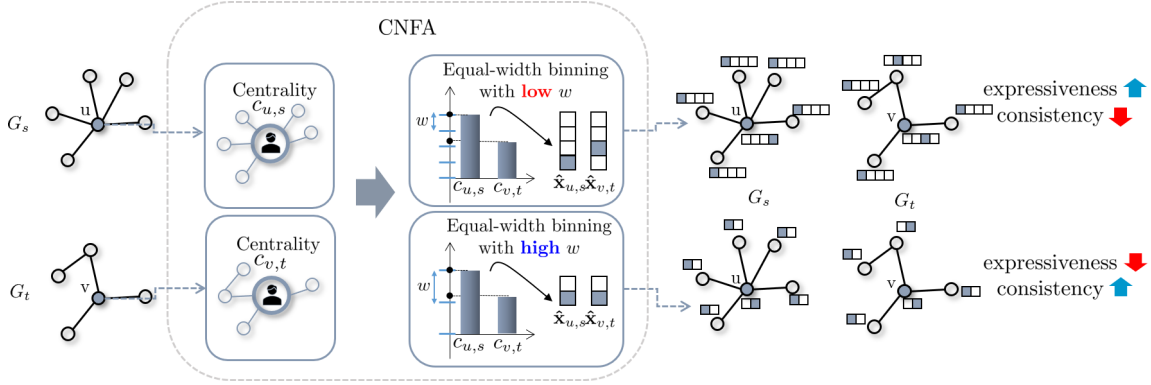 CNFA
G_s
u
Centrality
c_{u,s}
Equal-width binning
with low w
w
c_{u,s} c_{v,t}
x̂_{u,s} x̂_{v,t}
u
G_s
v
G_t
expressiveness
consistency
G_t
v
Centrality
c_{v,t}
Equal-width binning
with high w
w
c_{u,s} c_{v,t}
x̂_{u,s} x̂_{v,t}
u
v
expressiveness
consistency